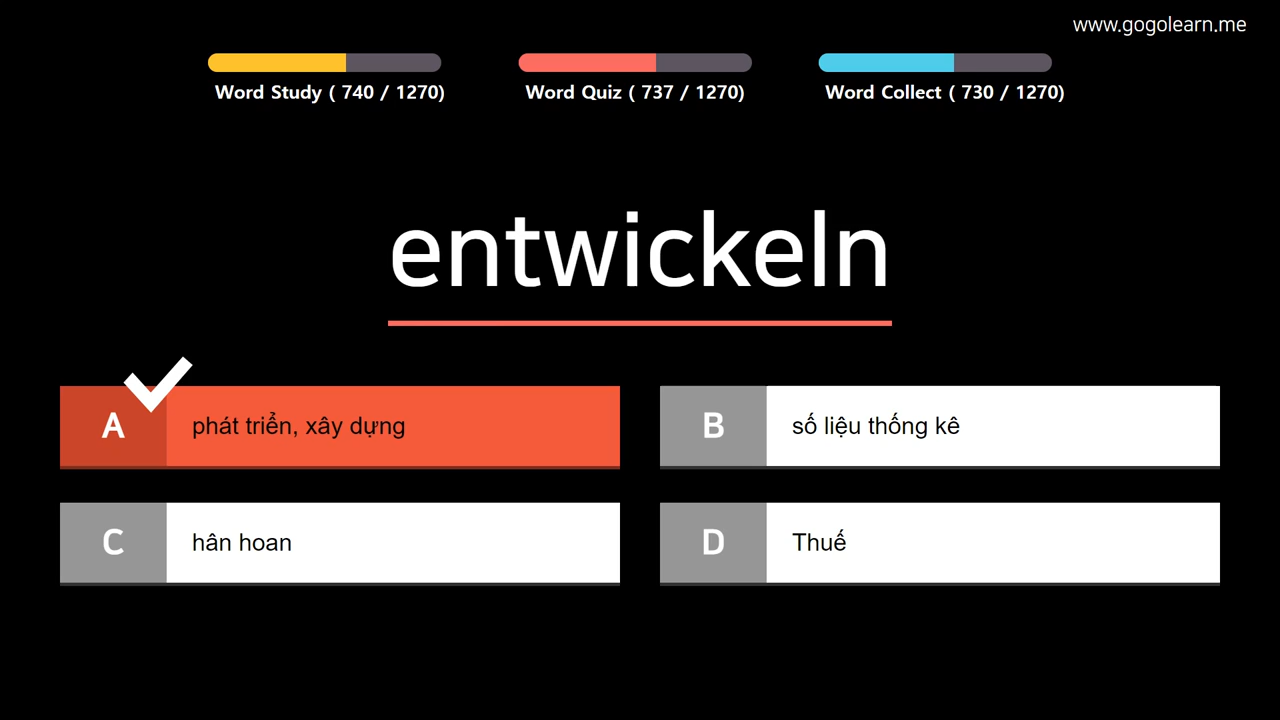 www.gogolearn.me
Word Study ( 740 / 1270)
Word Quiz ( 737 / 1270)
Word Collect ( 730 / 1270)
entwickeln
A
phát triển, xây dựng
B
số liệu thống kê
C
hân hoan
D
Thuế